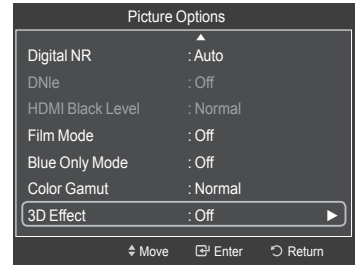 Picture Options
Digital NR : Auto
DNIe : Off
HDMI Black Level : Normal
Film Mode : Off
Blue Only Mode : Off
Color Gamut : Normal
3D Effect : Off
Move Enter Return